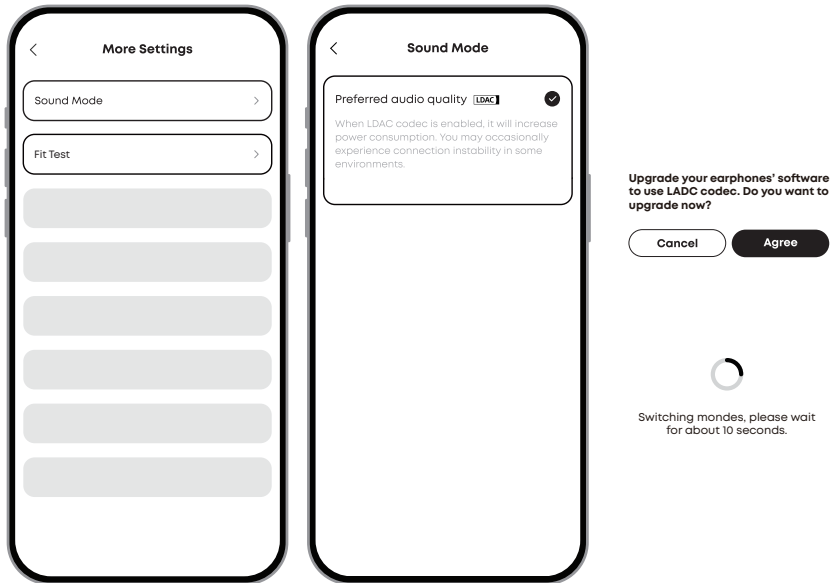 More Settings
Sound Mode
Fit Test
Sound Mode
Preferred audio quality LDAC
When LDAC codec is enabled, it will increase
power consumption. You may occasionally
experience connection instability in some
environments.
Upgrade your earphones’ software
to use LADC codec. Do you want to
upgrade now?
Cancel Agree
Switching mondes, please wait
for about 10 seconds.